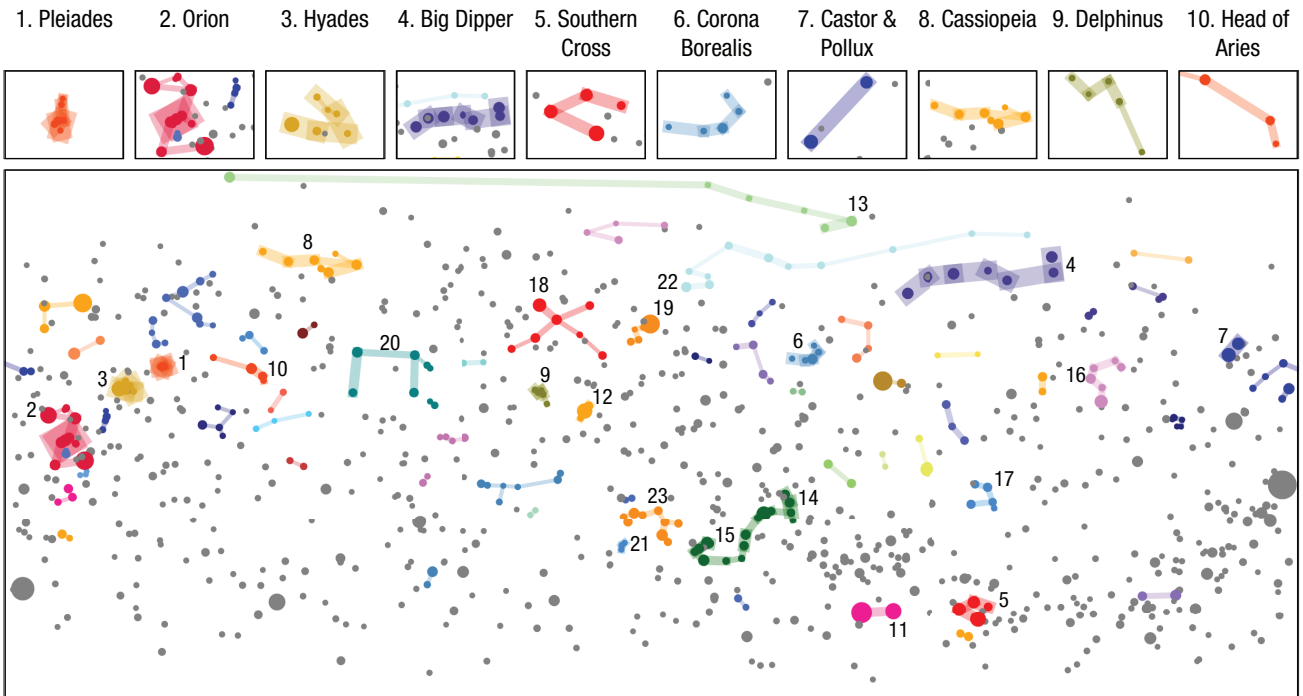 1. Pleiades
2. Orion
3. Hyades
4. Big Dipper
5. Southern
Cross
6. Corona
Borealis
7. Castor &
Pollux
8. Cassiopeia
9. Delphinus
10. Head of
Aries
13
8
4
22
18
19
20
6
7
1
10
3
9
12
16
2
17
14
23
15
21
5
11